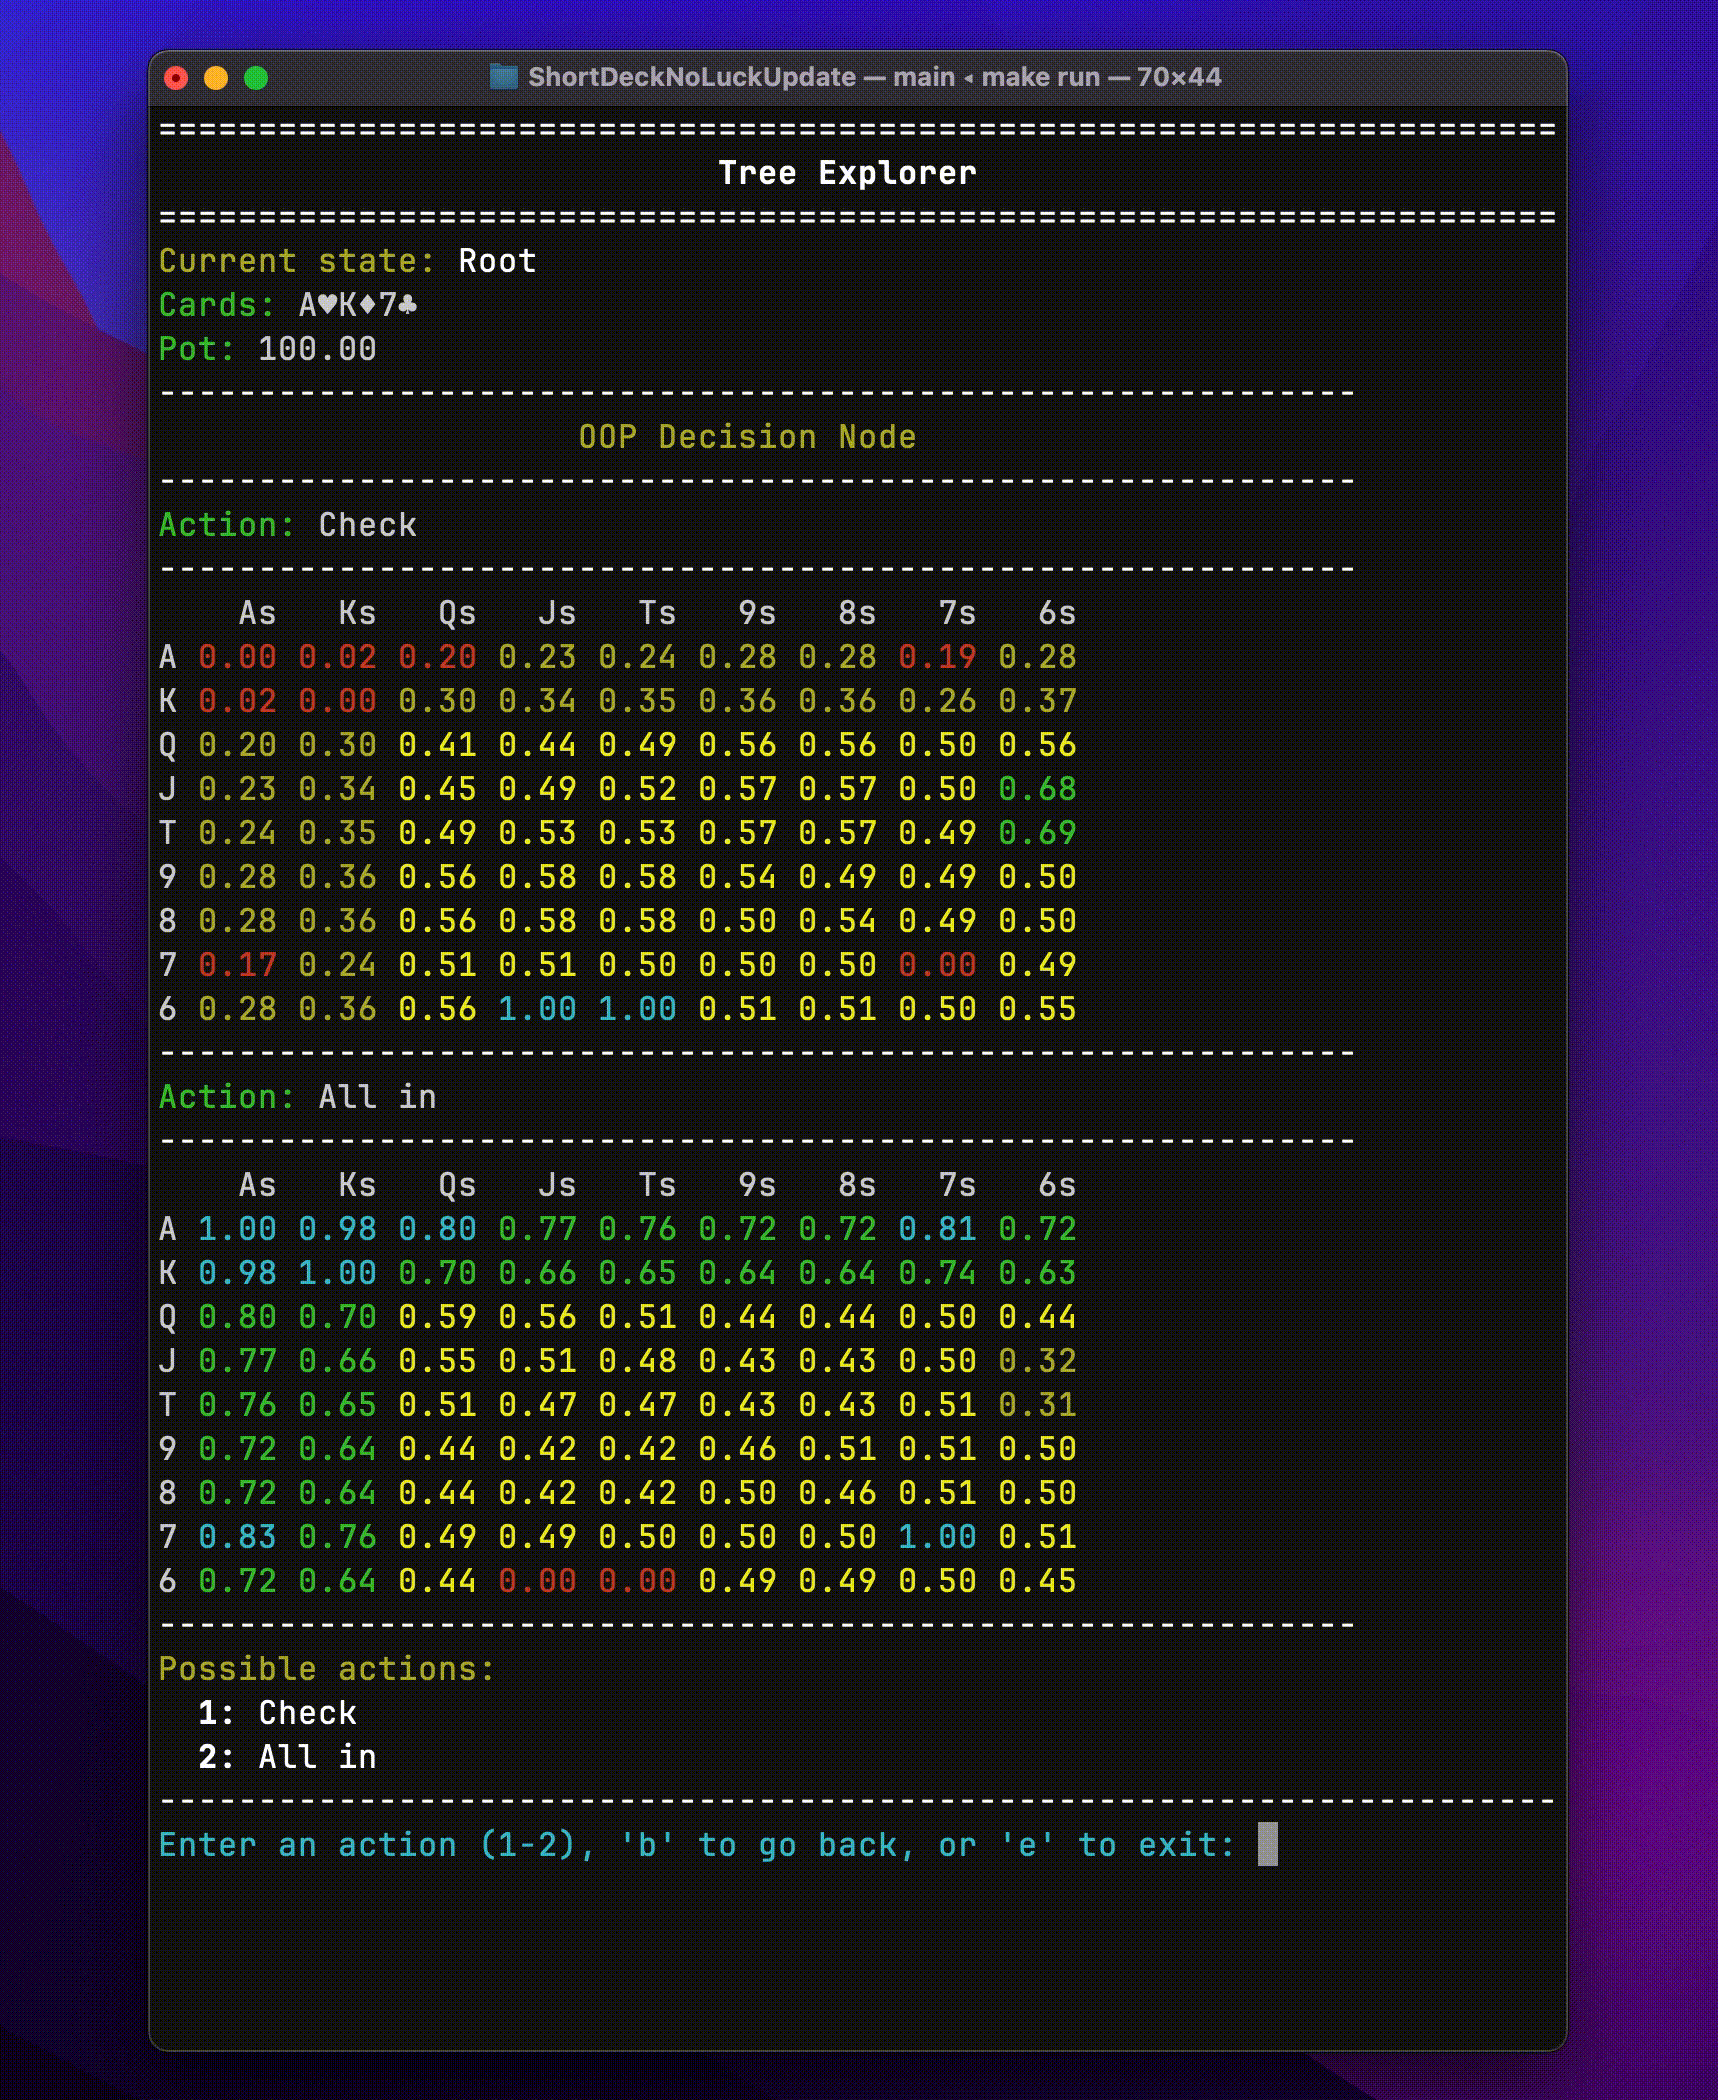 ShortDeckNoLuckUpdate — main ◂ make run — 70×44
======================================================================
Tree Explorer
======================================================================
Current state: Root
Cards: A♥K♦7♣
Pot: 100.00
------------------------------------------------------------
OOP Decision Node
------------------------------------------------------------
Action: Check
------------------------------------------------------------
As Ks Qs Js Ts 9s 8s 7s 6s
A 0.00 0.02 0.20 0.23 0.24 0.28 0.28 0.19 0.28
K 0.02 0.00 0.30 0.34 0.35 0.36 0.36 0.26 0.37
Q 0.20 0.30 0.41 0.44 0.49 0.56 0.56 0.50 0.56
J 0.23 0.34 0.45 0.49 0.52 0.57 0.57 0.50 0.68
T 0.24 0.35 0.49 0.53 0.53 0.57 0.57 0.49 0.69
9 0.28 0.36 0.56 0.58 0.58 0.54 0.49 0.49 0.50
8 0.28 0.36 0.56 0.58 0.58 0.50 0.54 0.49 0.50
7 0.17 0.24 0.51 0.51 0.50 0.50 0.50 0.00 0.49
6 0.28 0.36 0.56 1.00 1.00 0.51 0.51 0.50 0.55
------------------------------------------------------------
Action: All in
------------------------------------------------------------
As Ks Qs Js Ts 9s 8s 7s 6s
A 1.00 0.98 0.80 0.77 0.76 0.72 0.72 0.81 0.72
K 0.98 1.00 0.70 0.66 0.65 0.64 0.64 0.74 0.63
Q 0.80 0.70 0.59 0.56 0.51 0.44 0.44 0.50 0.44
J 0.77 0.66 0.55 0.51 0.48 0.43 0.43 0.50 0.32
T 0.76 0.65 0.51 0.47 0.47 0.43 0.43 0.51 0.31
9 0.72 0.64 0.44 0.42 0.42 0.46 0.51 0.51 0.50
8 0.72 0.64 0.44 0.42 0.42 0.50 0.46 0.51 0.50
7 0.83 0.76 0.49 0.49 0.50 0.50 0.50 1.00 0.51
6 0.72 0.64 0.44 0.00 0.00 0.49 0.49 0.50 0.45
------------------------------------------------------------
Possible actions:
1: Check
2: All in
----------------------------------------------------------------------
Enter an action (1-2), 'b' to go back, or 'e' to exit: